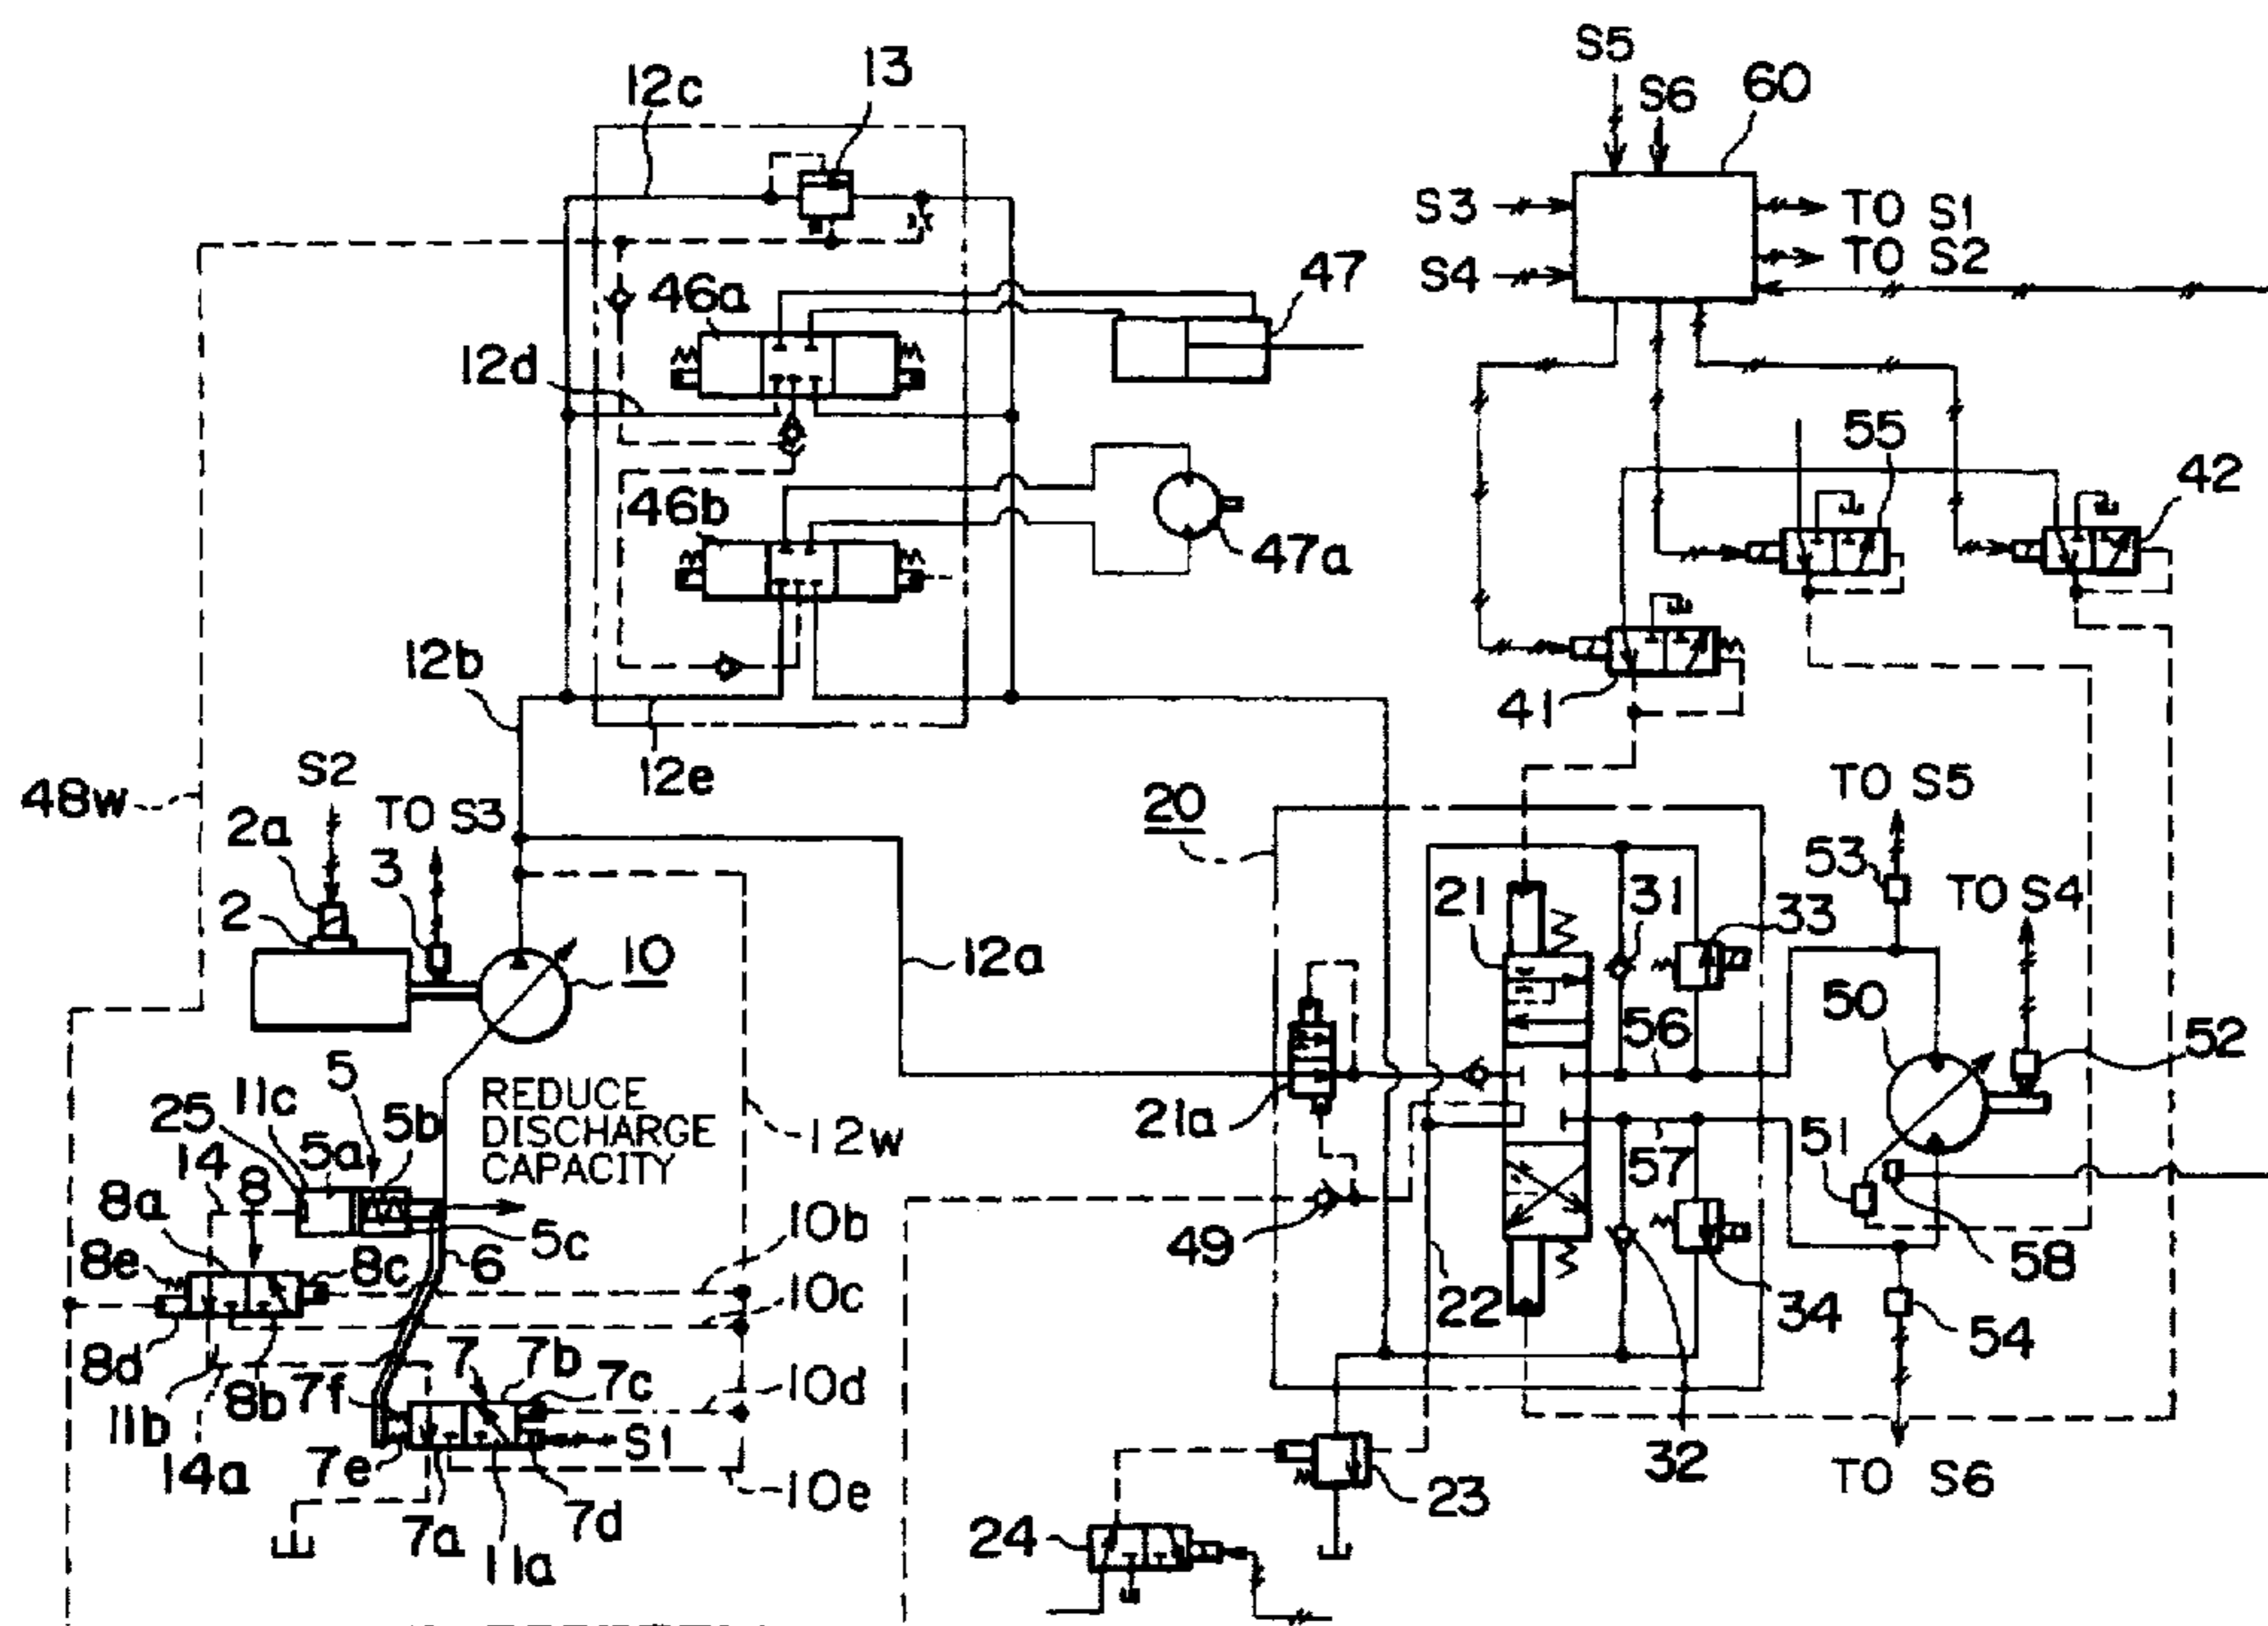 S5
13
12c
S6
60
S3
TO S1
S4
TO S2
46a
47
12d
55
42
46b
47a
12b
41
12e
48w
S2
TO S3
2a
3
2
10
20
TO S5
53
TO S4
21
31
33
12a
50
56
52
5
11c
25
REDUCE
DISCHARGE
CAPACITY
5b
14
5a
12w
21a
51
57
8
8a
10b
5c
49
58
8e
8c
6
10c
22
34
54
8d
7
7b
7c
10d
11b
8b
7f
S1
14a
7e
32
TO S6
10e
23
7a
7d
24
11a